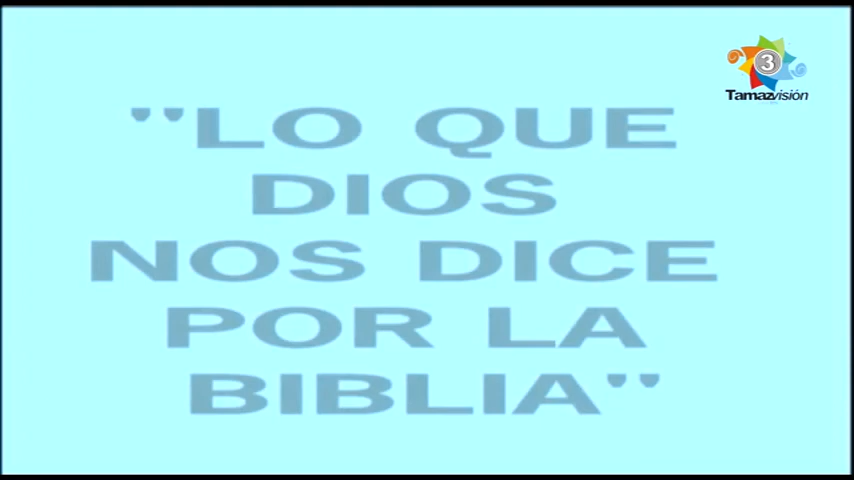 3
Tamazvisión
"LO QUE
DIOS
NOS DICE
POR LA
BIBLIA"